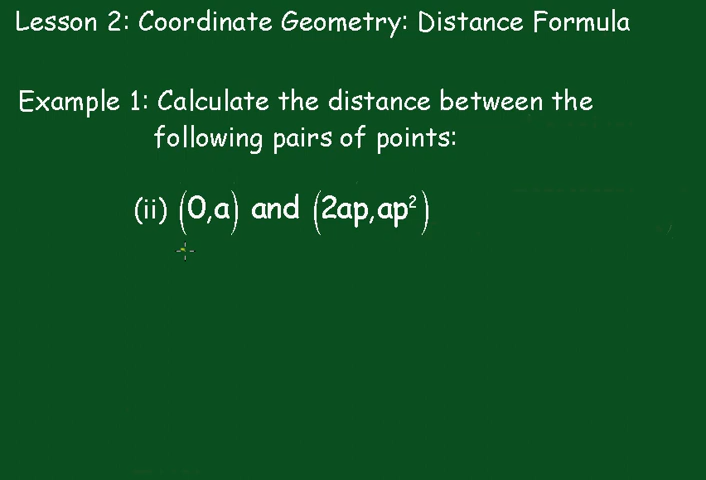 Lesson 2: Coordinate Geometry: Distance Formula
Example 1: Calculate the distance between the
following pairs of points:
(ii) (0,a) and (2ap,ap²)